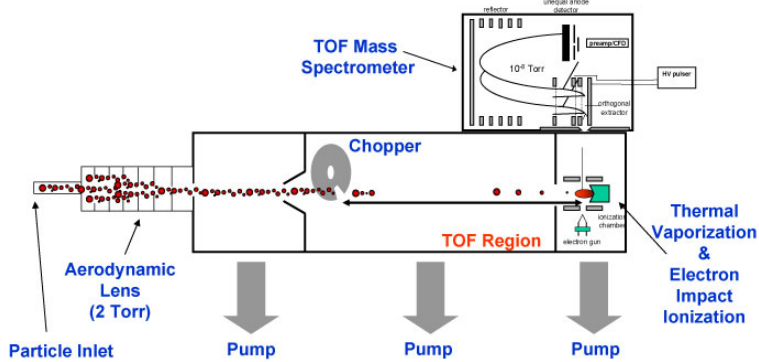 reflector
unequal anode
detector
TOF Mass
Spectrometer
preamp/CFD
10⁻⁸ Torr
HV pulser
orthogonal
extractor
Chopper
TOF Region
ionization
chamber
electron gun
Thermal
Vaporization
&
Electron
Impact
Ionization
Aerodynamic
Lens
(2 Torr)
Particle Inlet
Pump
Pump
Pump